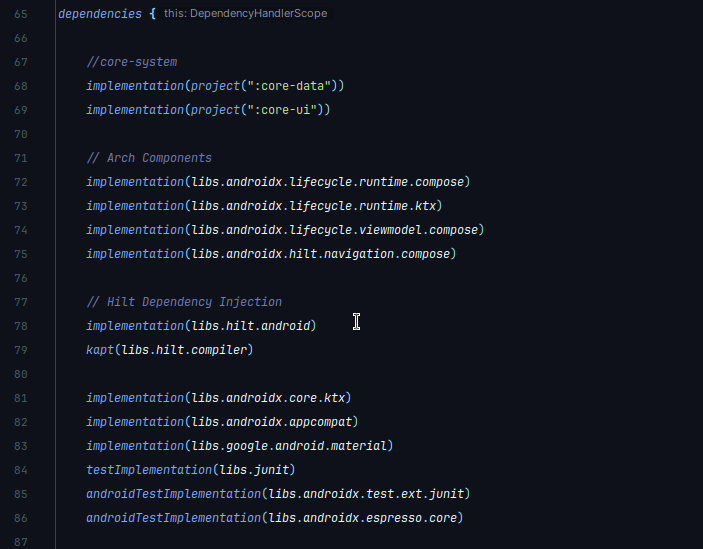 65 dependencies { this: DependencyHandlerScope
66
67 //core-system
68 implementation(project(":core-data"))
69 implementation(project(":core-ui"))
70
71 // Arch Components
72 implementation(libs.androidx.lifecycle.runtime.compose)
73 implementation(libs.androidx.lifecycle.runtime.ktx)
74 implementation(libs.androidx.lifecycle.viewmodel.compose)
75 implementation(libs.androidx.hilt.navigation.compose)
76
77 // Hilt Dependency Injection
78 implementation(libs.hilt.android)
79 kapt(libs.hilt.compiler)
80
81 implementation(libs.androidx.core.ktx)
82 implementation(libs.androidx.appcompat)
83 implementation(libs.google.android.material)
84 testImplementation(libs.junit)
85 androidTestImplementation(libs.androidx.test.ext.junit)
86 androidTestImplementation(libs.androidx.espresso.core)
87